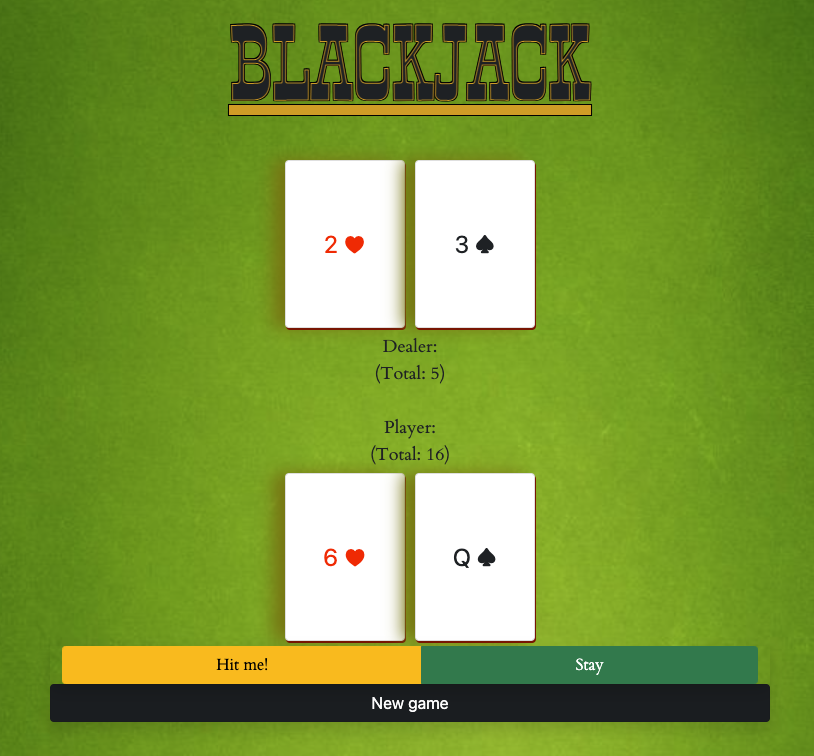 BLACKJACK
2 ♥ 3 ♠
Dealer:
(Total: 5)
Player:
(Total: 16)
6 ♥ Q ♠
Hit me! Stay
New game